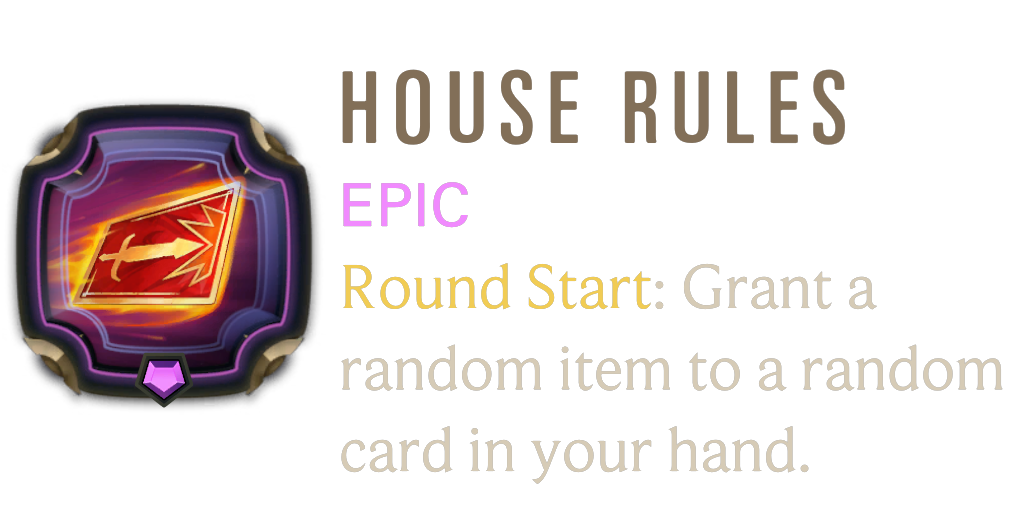 HOUSE RULES
EPIC
Round Start: Grant a
random item to a random
card in your hand.